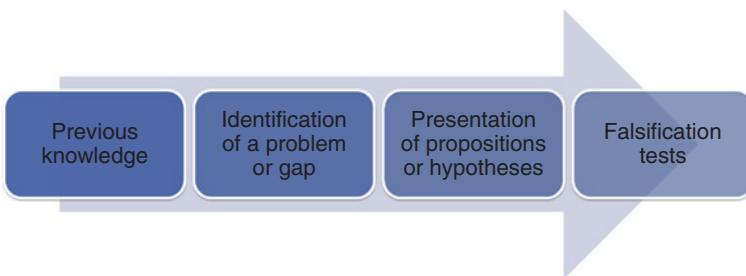 Previous
knowledge
Identification
of a problem
or gap
Presentation
of propositions
or hypotheses
Falsification
tests